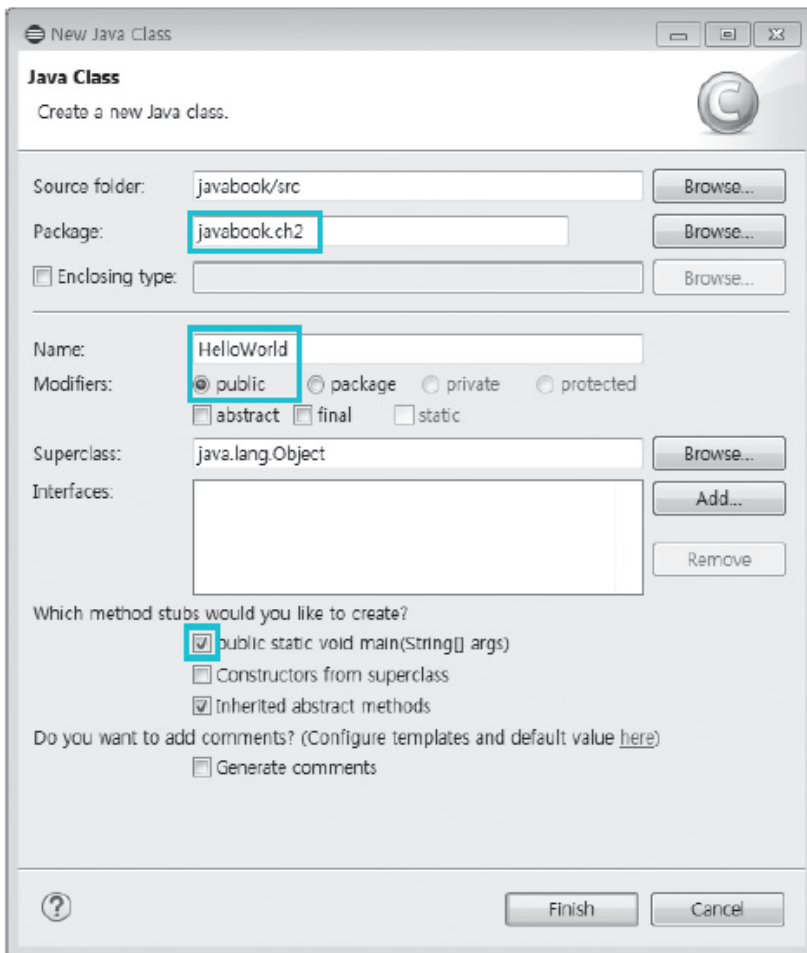 New Java Class
Java Class
Create a new Java class.
Source folder: javabook/src Browse...
Package: javabook.ch2 Browse...
Enclosing type: Browse...
Name: HelloWorld
Modifiers: public package private protected
abstract final static
Superclass: java.lang.Object Browse...
Interfaces: Add...
Remove
Which method stubs would you like to create?
public static void main(String[] args)
Constructors from superclass
Inherited abstract methods
Do you want to add comments? (Configure templates and default value here)
Generate comments
? Finish Cancel